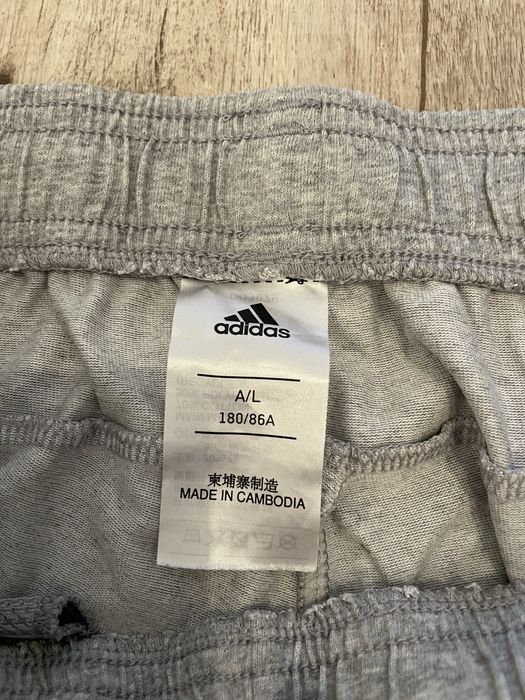 adidas
A/L
180/86A
柬埔寨制造
MADE IN CAMBODIA